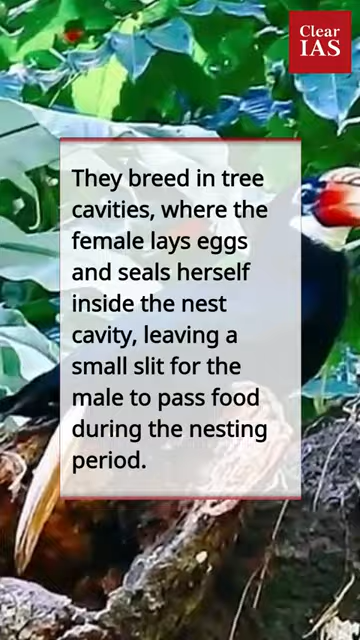 Clear
IAS
They breed in tree
cavities, where the
female lays eggs
and seals herself
inside the nest
cavity, leaving a
small slit for the
male to pass food
during the nesting
period.